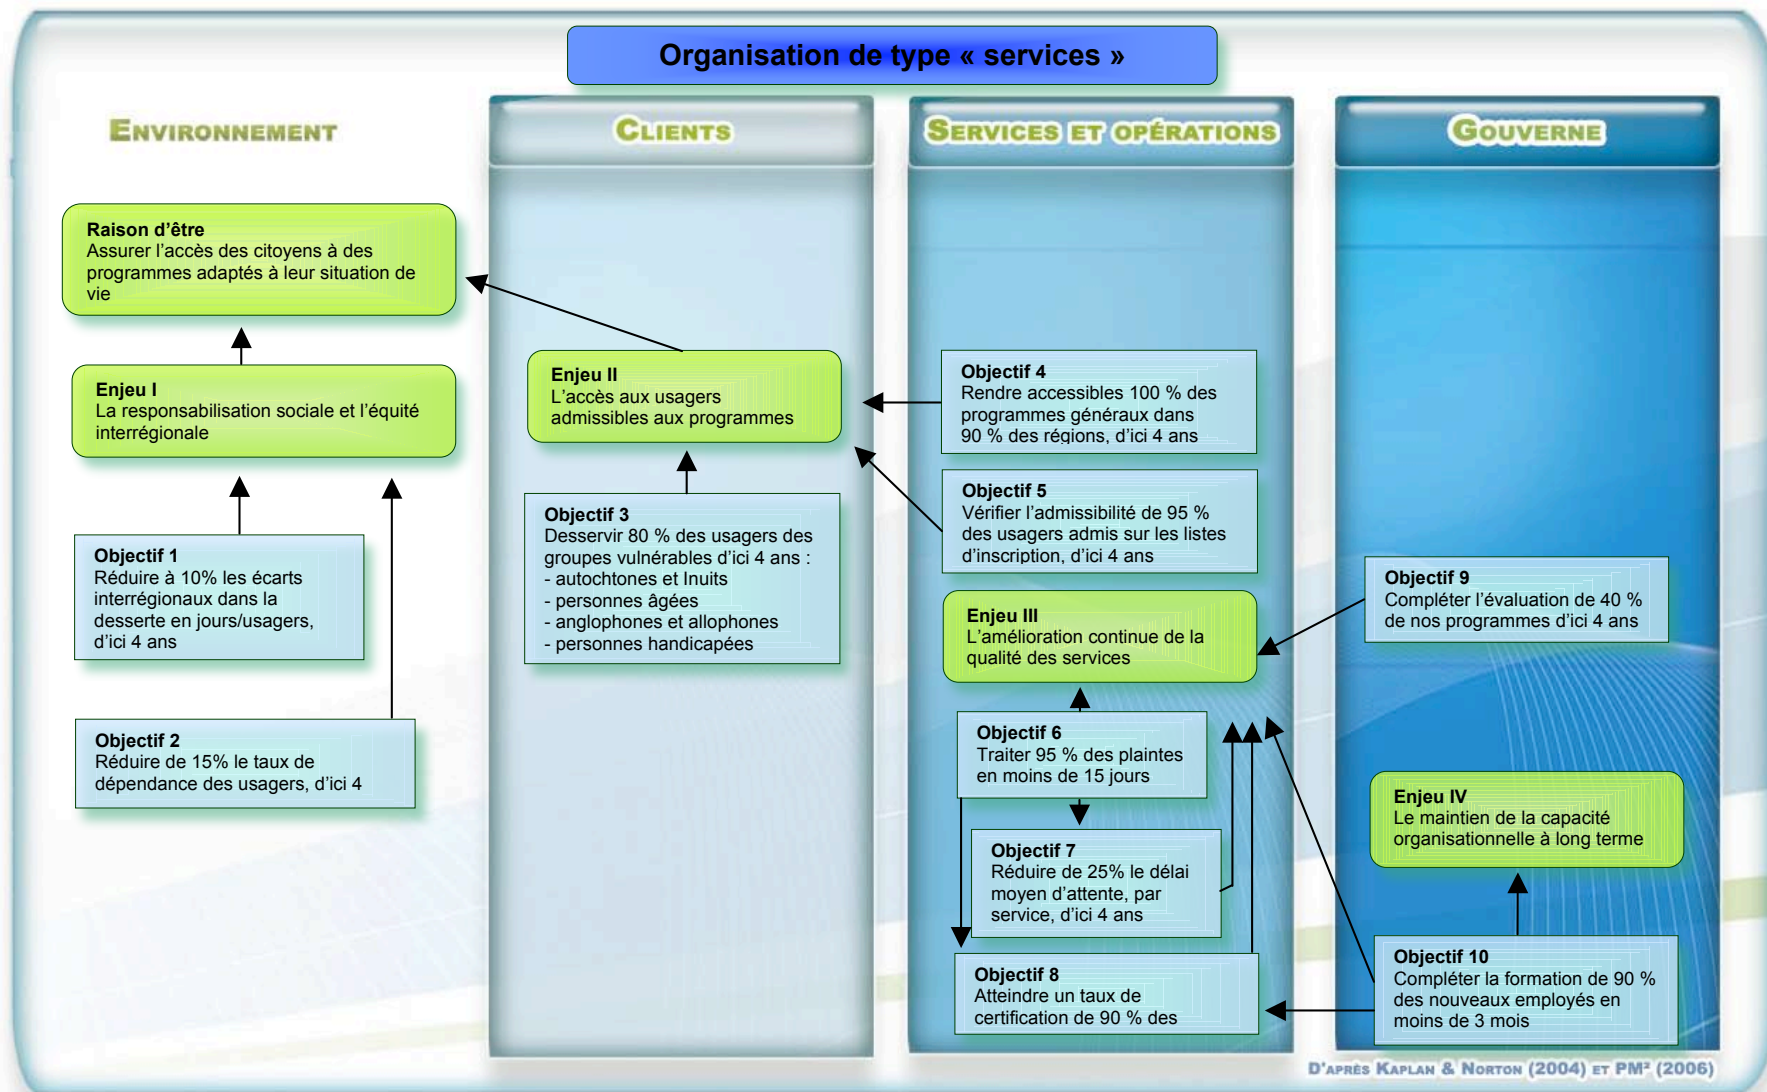 Organisation de type « services »
ENVIRONNEMENT
Raison d’être
Assurer l’accès des citoyens à des
programmes adaptés à leur situation de
vie
Enjeu I
La responsabilisation sociale et l’équité
interrégionale
Objectif 1
Réduire à 10% les écarts
interrégionaux dans la
desserte en jours/usagers,
d’ici 4 ans
Objectif 2
Réduire de 15% le taux de
dépendance des usagers, d’ici 4
CLIENTS
Enjeu II
L’accès aux usagers
admissibles aux programmes
Objectif 3
Desservir 80 % des usagers des
groupes vulnérables d’ici 4 ans :
- autochtones et Inuits
- personnes âgées
- anglophones et allophones
- personnes handicapées
SERVICES ET OPÉRATIONS
Objectif 4
Rendre accessibles 100 % des
programmes généraux dans
90 % des régions, d’ici 4 ans
Objectif 5
Vérifier l’admissibilité de 95 %
des usagers admis sur les listes
d’inscription, d’ici 4 ans
Enjeu III
L’amélioration continue de la
qualité des services
Objectif 6
Traiter 95 % des plaintes
en moins de 15 jours
Objectif 7
Réduire de 25% le délai
moyen d’attente, par
service, d’ici 4 ans
Objectif 8
Atteindre un taux de
certification de 90 % des
GOUVERNE
Objectif 9
Compléter l’évaluation de 40 %
de nos programmes d’ici 4 ans
Enjeu IV
Le maintien de la capacité
organisationnelle à long terme
Objectif 10
Compléter la formation de 90 %
des nouveaux employés en
moins de 3 mois
D'APRÈS KAPLAN & NORTON (2004) ET PM² (2006)